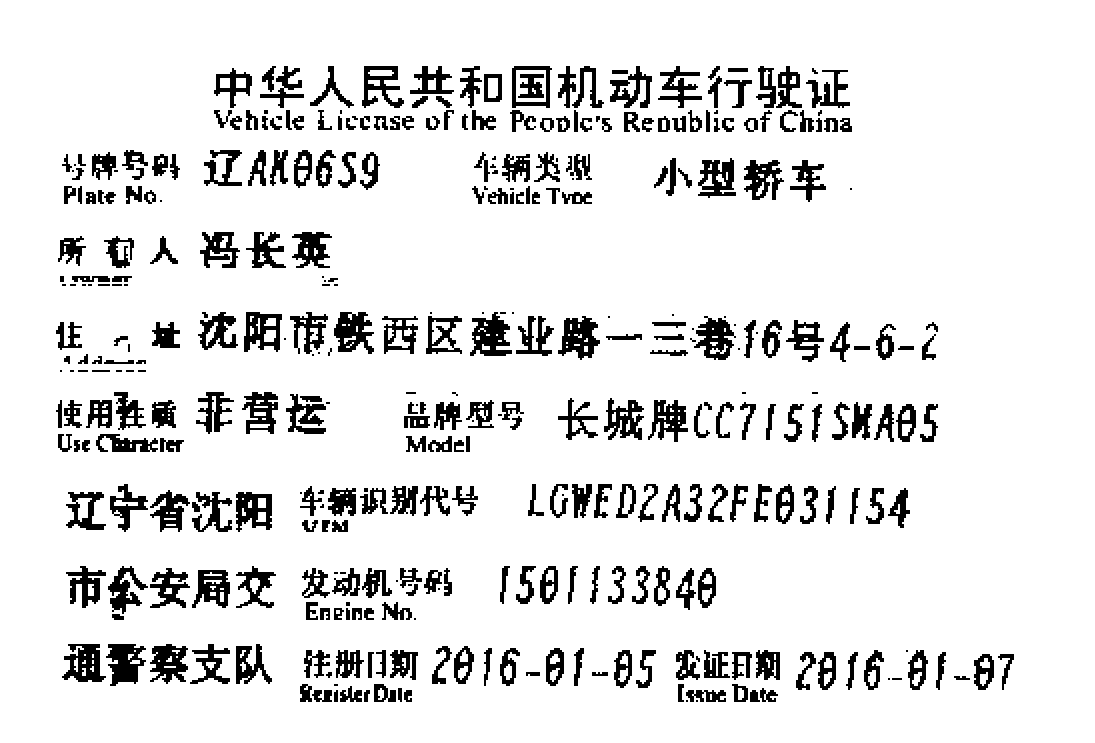 中华人民共和国机动车行驶证
Vehicle License of the People's Republic of China
号牌号码 辽AK06S9 车辆类型 小型轿车
Plate No. Vehicle Type
所有人 冯长英
住址 沈阳市铁西区建业路一三巷16号4-6-2
Address
使用性质 非营运 品牌型号 长城牌CC7151SMA05
Use Character Model
辽宁省沈阳 车辆识别代号 LGWED2A32FE031154
VIN
市公安局交 发动机号码 1501133840
Engine No.
通警察支队 注册日期 2016-01-05 发证日期 2016-01-07
Register Date Issue Date